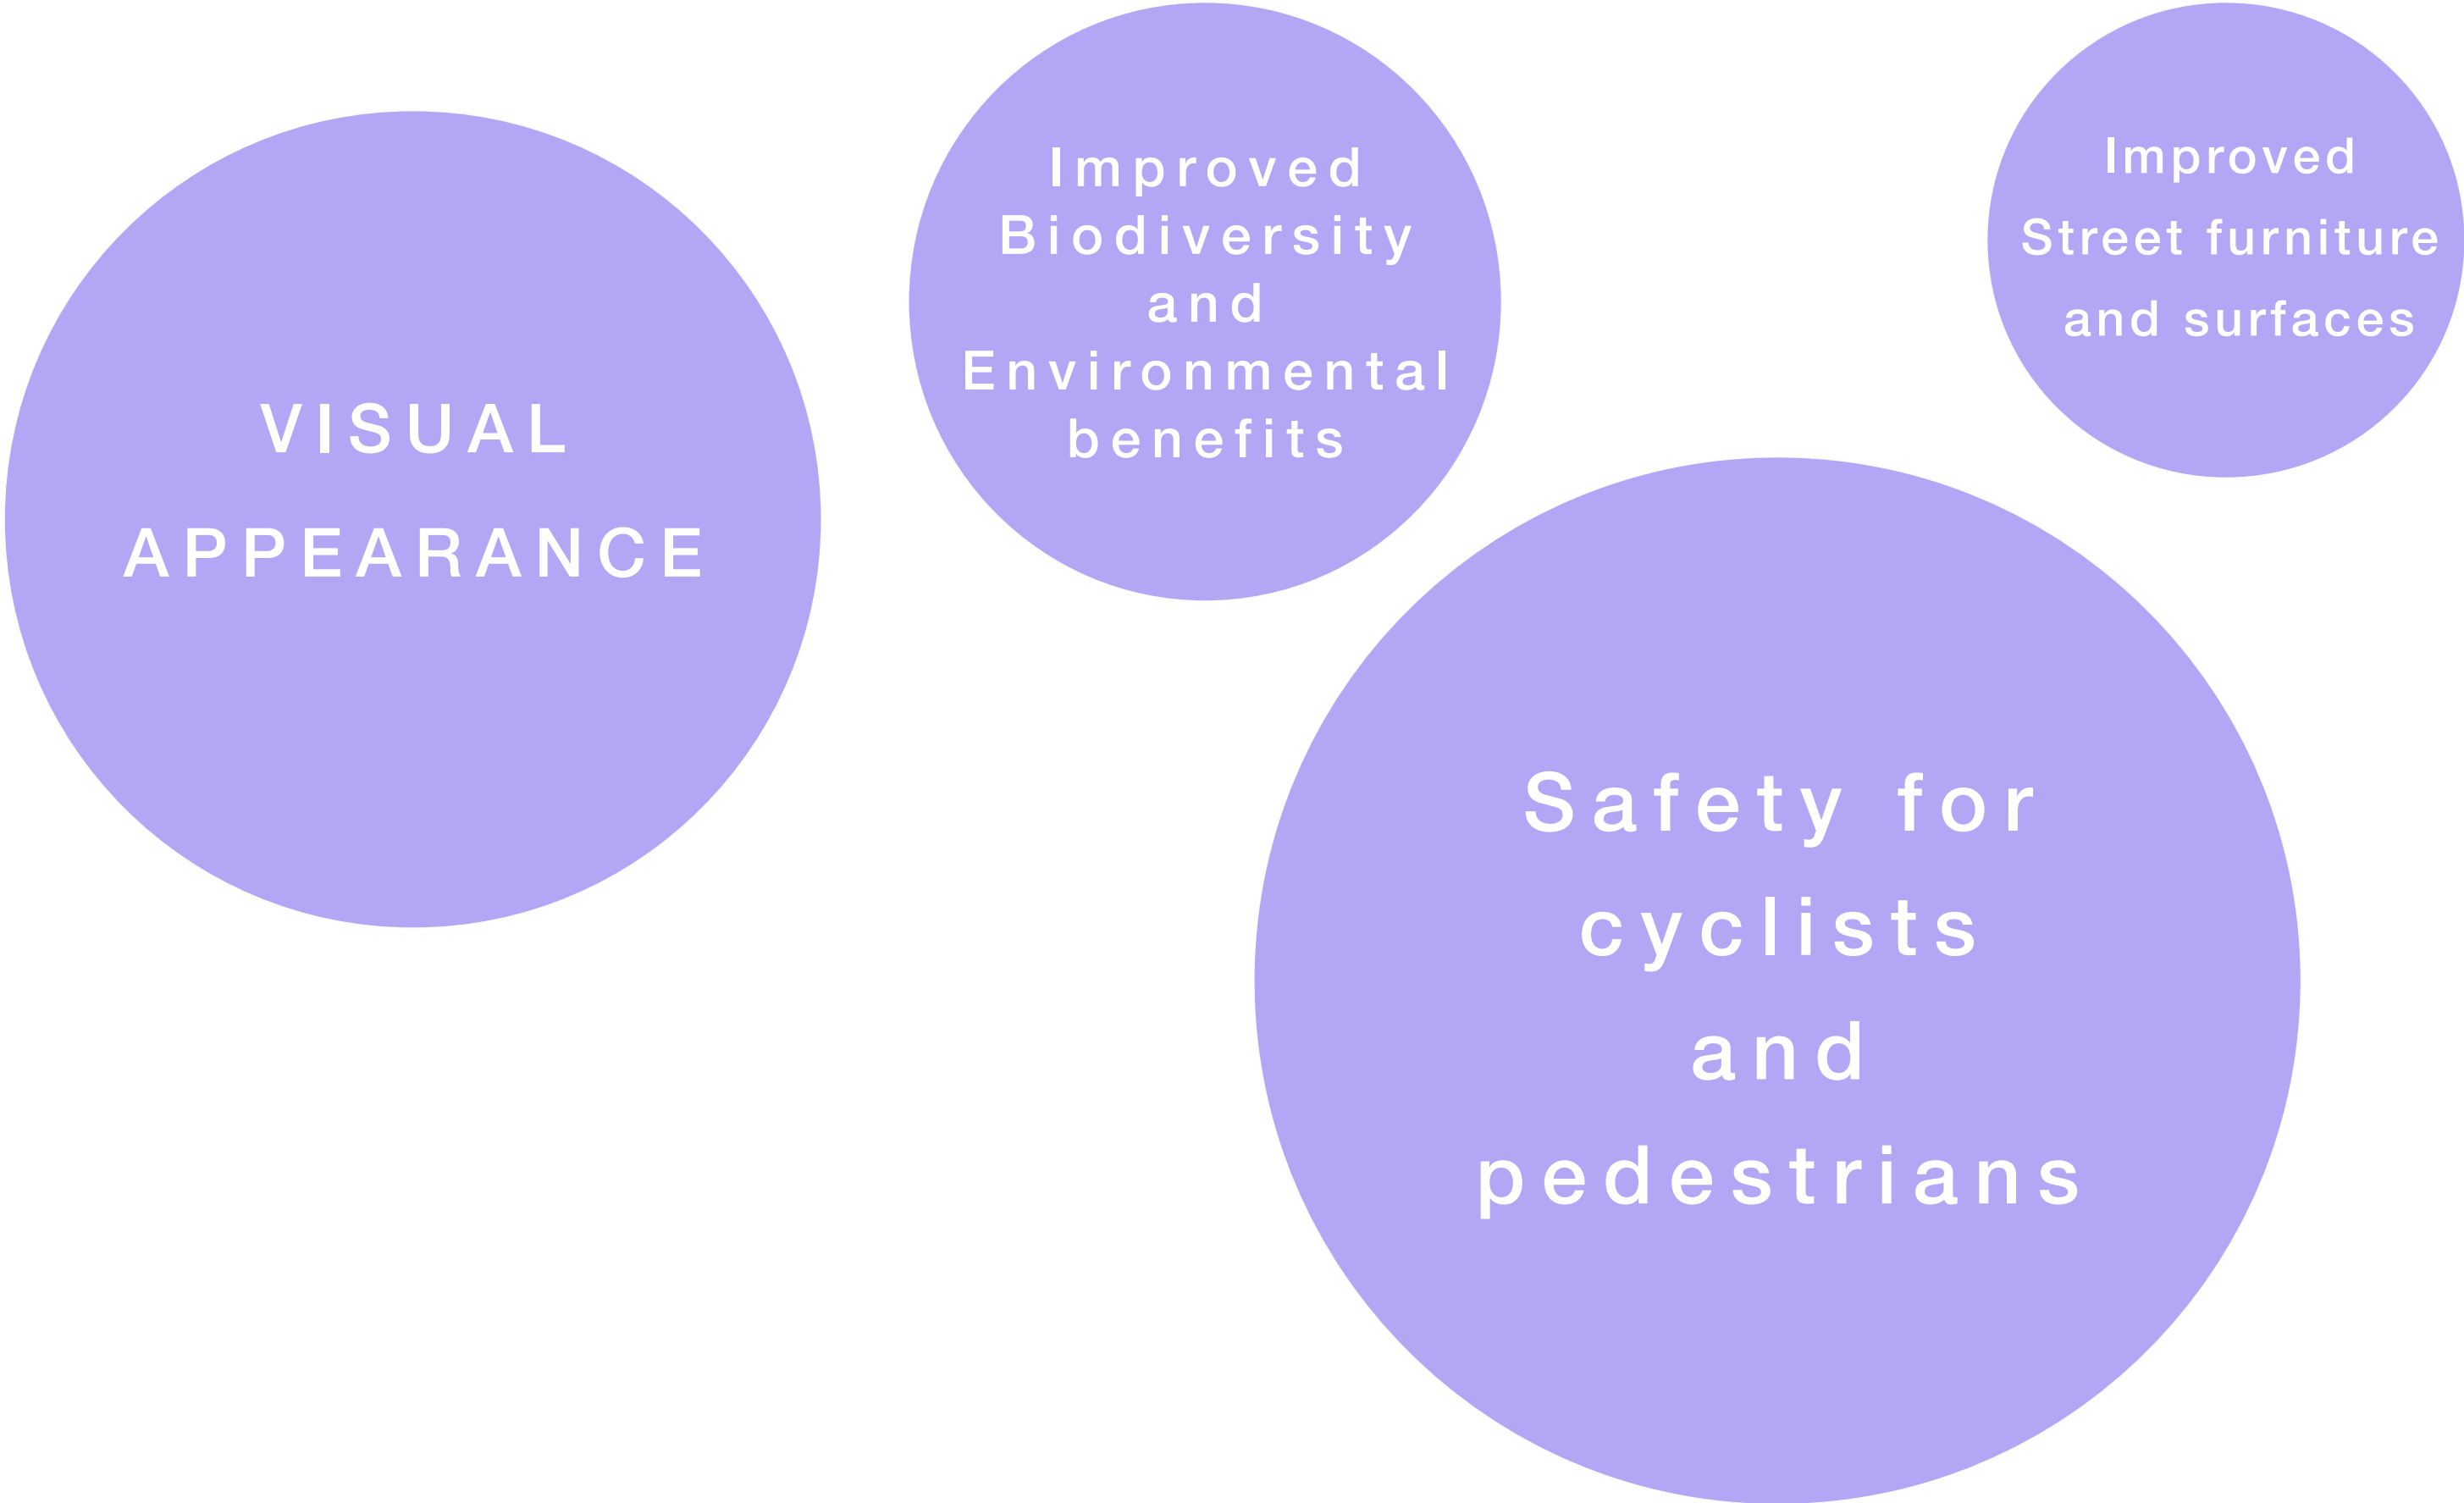 VISUAL
APPEARANCE
Improved
Biodiversity
and
Environmental
benefits
Improved
Street furniture
and surfaces
Safety for
cyclists
and
pedestrians